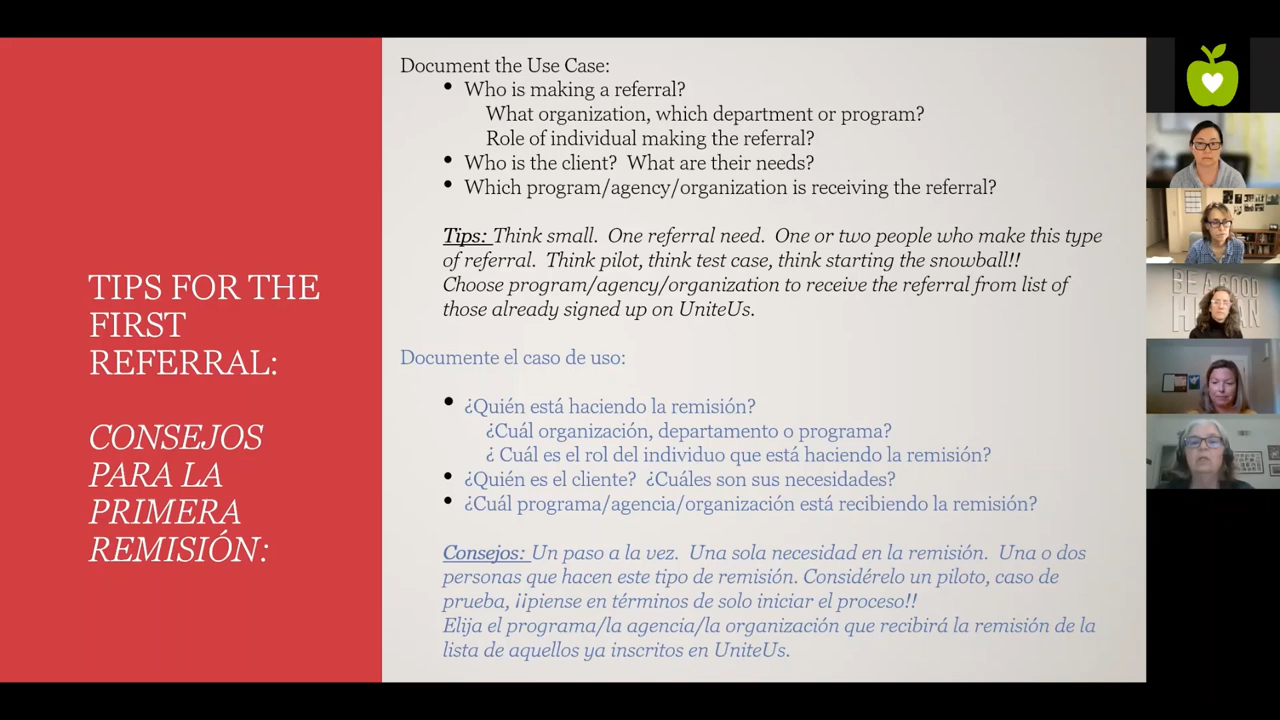 TIPS FOR THE
FIRST
REFERRAL:
CONSEJOS
PARA LA
PRIMERA
REMISIÓN:
Document the Use Case:
• Who is making a referral?
What organization, which department or program?
Role of individual making the referral?
• Who is the client?  What are their needs?
• Which program/agency/organization is receiving the referral?
Tips: Think small.  One referral need.  One or two people who make this type
of referral.  Think pilot, think test case, think starting the snowball!!
Choose program/agency/organization to receive the referral from list of
those already signed up on UniteUs.
Documente el caso de uso:
• ¿Quién está haciendo la remisión?
¿Cuál organización, departamento o programa?
¿ Cuál es el rol del individuo que está haciendo la remisión?
• ¿Quién es el cliente?  ¿Cuáles son sus necesidades?
• ¿Cuál programa/agencia/organización está recibiendo la remisión?
Consejos: Un paso a la vez.  Una sola necesidad en la remisión.  Una o dos
personas que hacen este tipo de remisión. Considérelo un piloto, caso de
prueba, ¡¡piense en términos de solo iniciar el proceso!!
Elija el programa/la agencia/la organización que recibirá la remisión de la
lista de aquellos ya inscritos en UniteUs.
BE A GOOD